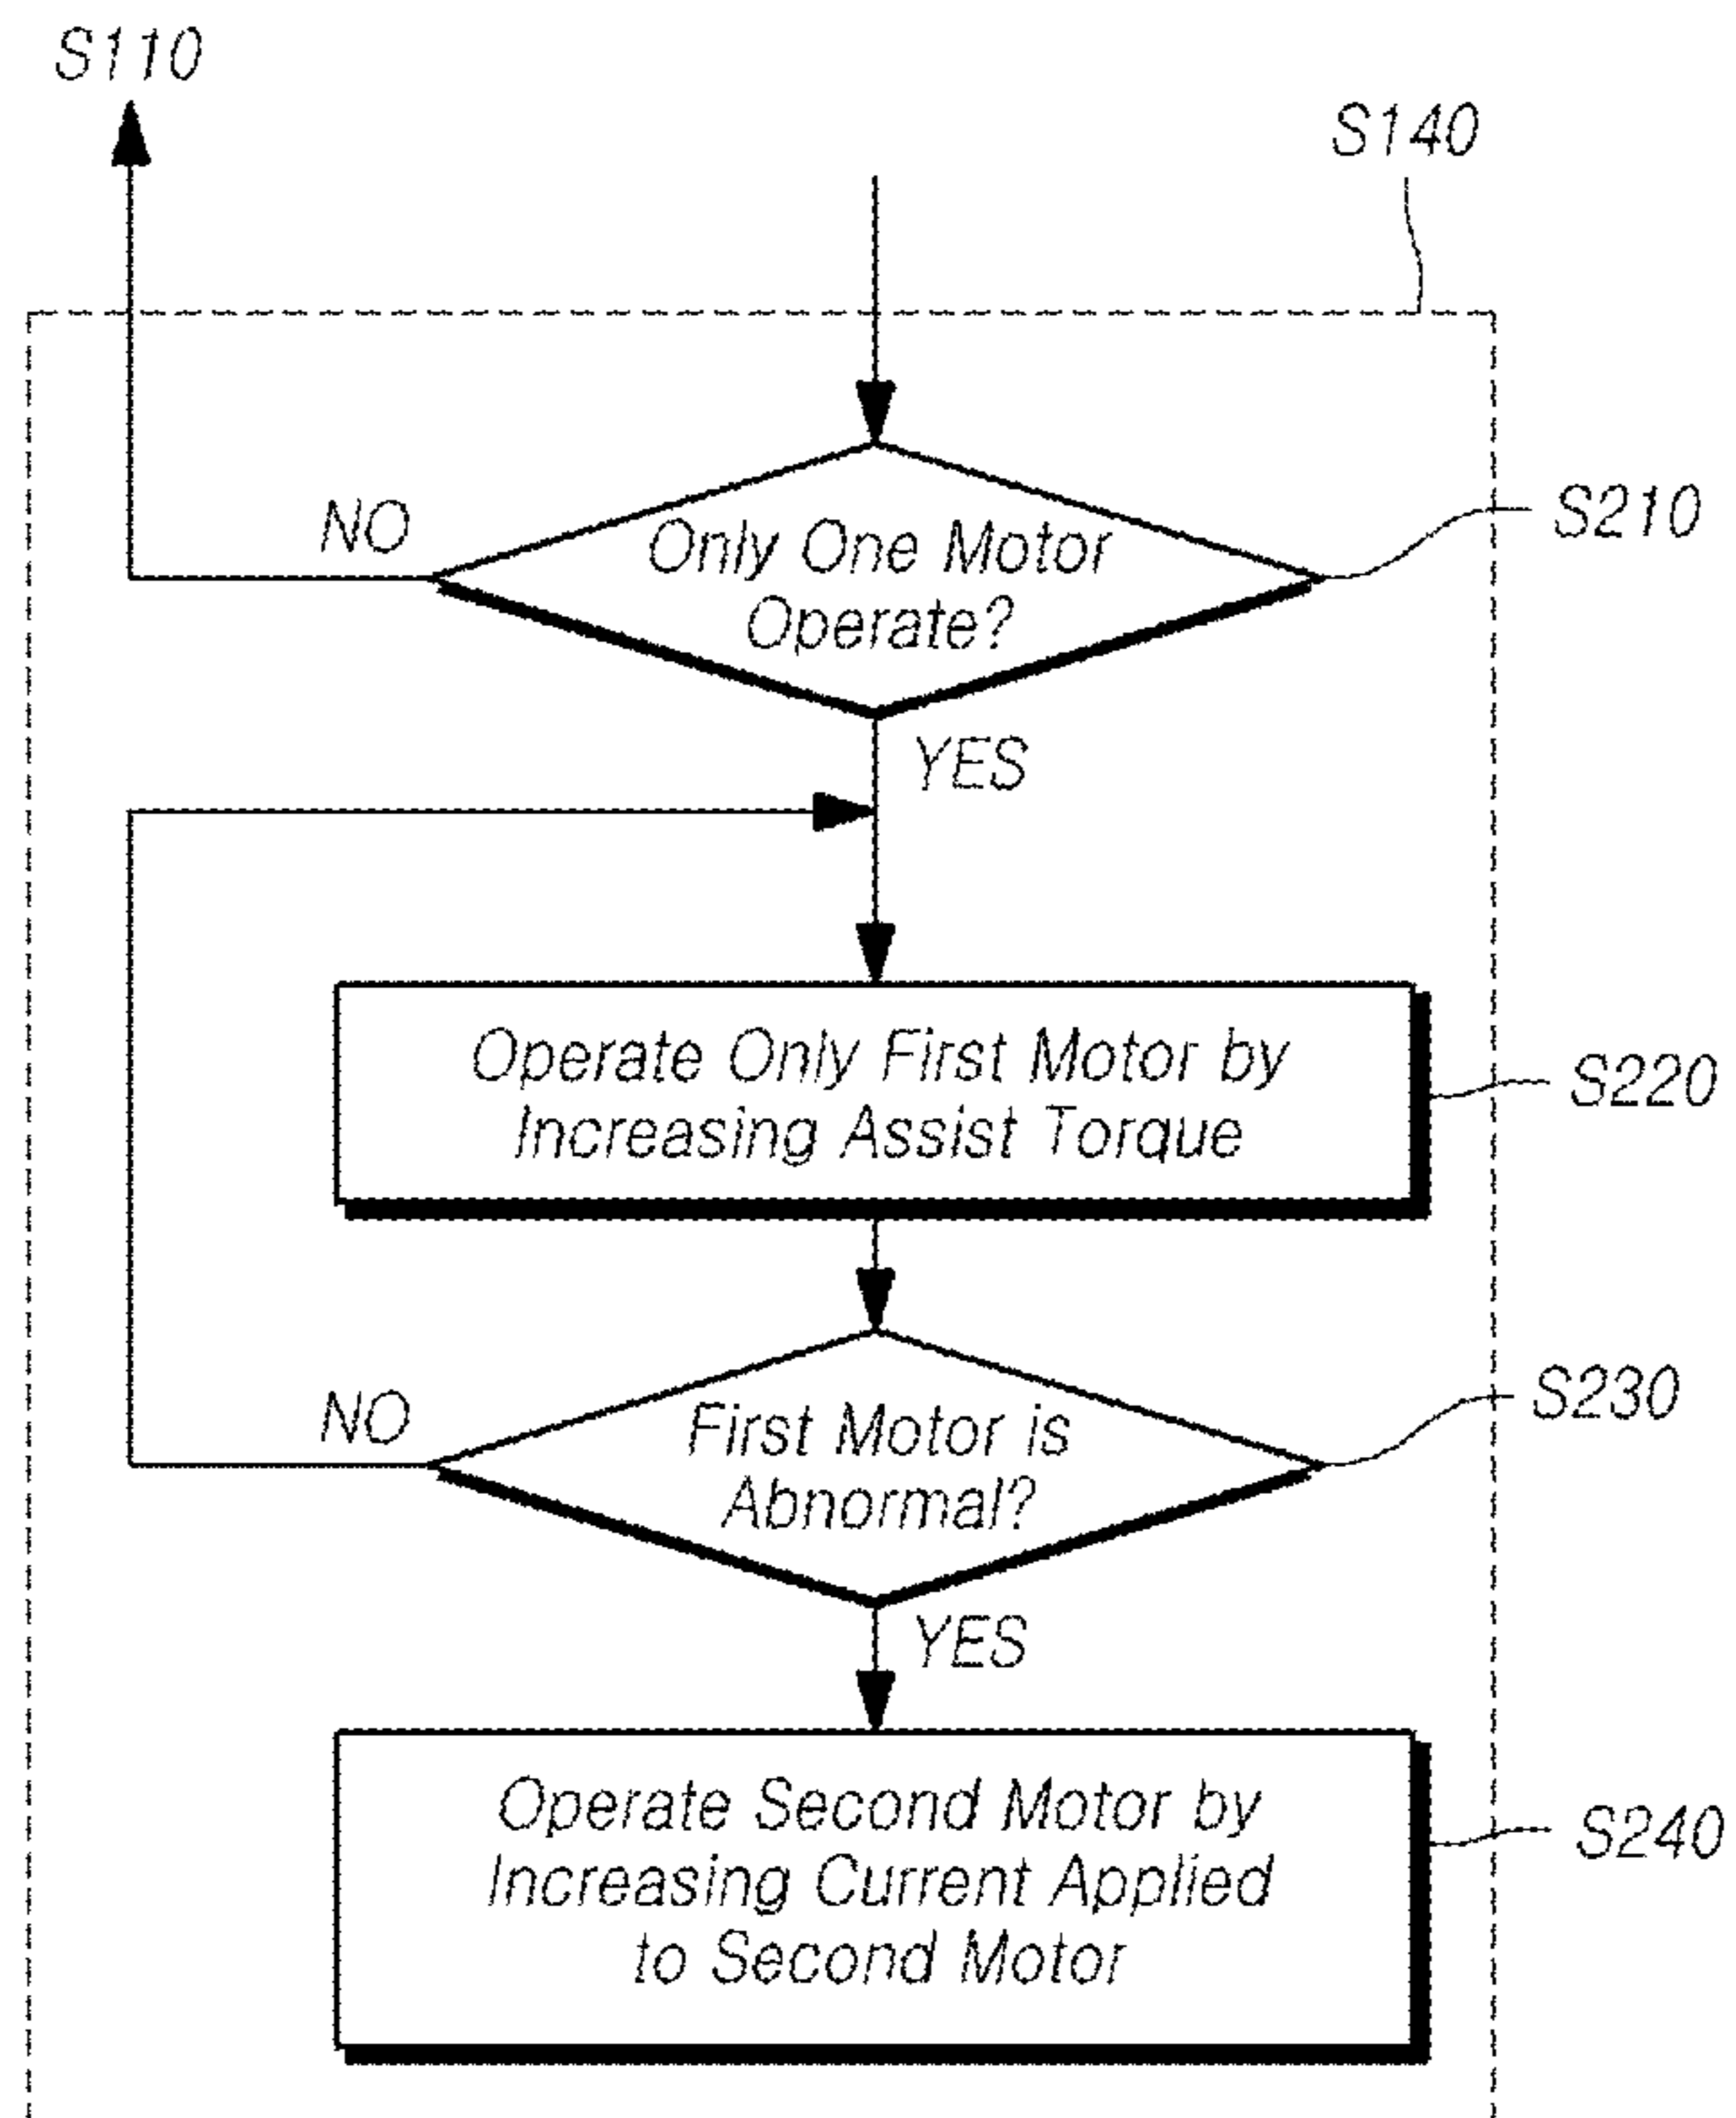 S110
S140
NO
Only One Motor
Operate?
S210
YES
Operate Only First Motor by
Increasing Assist Torque
S220
NO
First Motor is
Abnormal?
S230
YES
Operate Second Motor by
Increasing Current Applied
to Second Motor
S240